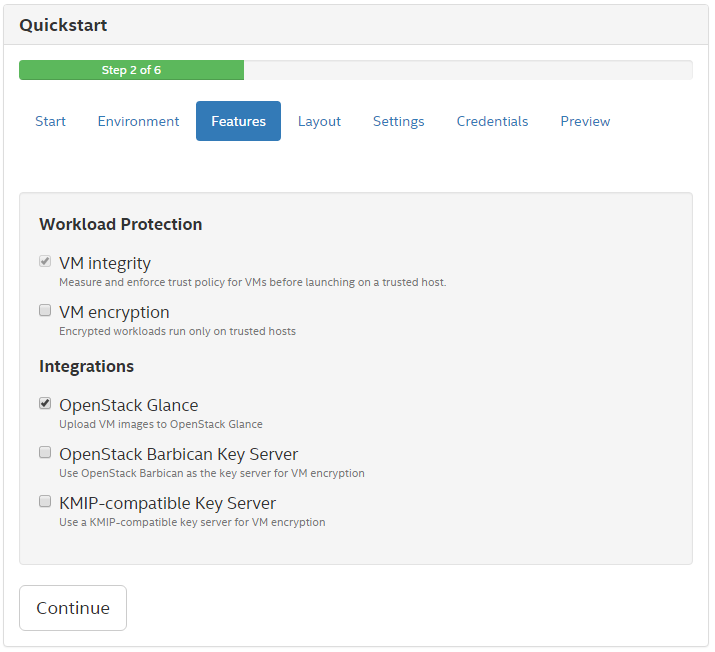 Quickstart
Step 2 of 6
Start Environment Features Layout Settings Credentials Preview
Workload Protection
VM integrity
Measure and enforce trust policy for VMs before launching on a trusted host.
VM encryption
Encrypted workloads run only on trusted hosts
Integrations
OpenStack Glance
Upload VM images to OpenStack Glance
OpenStack Barbican Key Server
Use OpenStack Barbican as the key server for VM encryption
KMIP-compatible Key Server
Use a KMIP-compatible key server for VM encryption
Continue